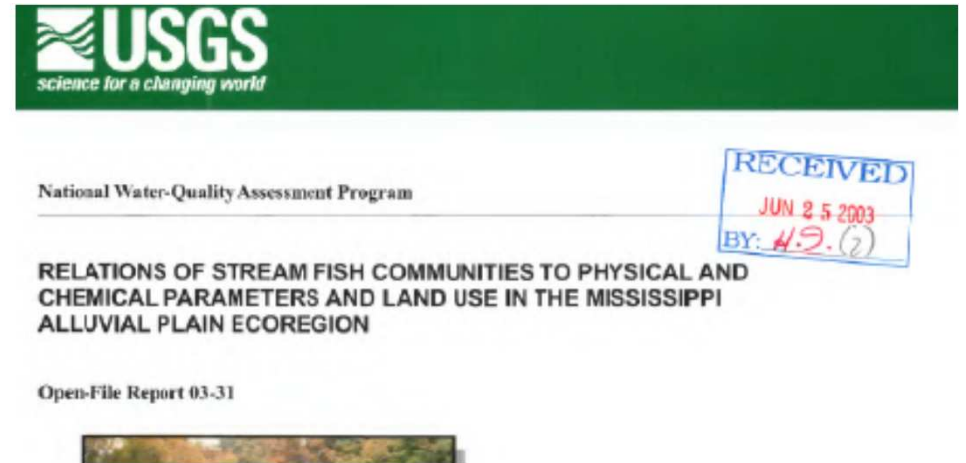 USGS
science for a changing world
National Water-Quality Assessment Program
RECEIVED
JUN 25 2003
BY: H.S. (2)
RELATIONS OF STREAM FISH COMMUNITIES TO PHYSICAL AND
CHEMICAL PARAMETERS AND LAND USE IN THE MISSISSIPPI
ALLUVIAL PLAIN ECOREGION
Open-File Report 03-31